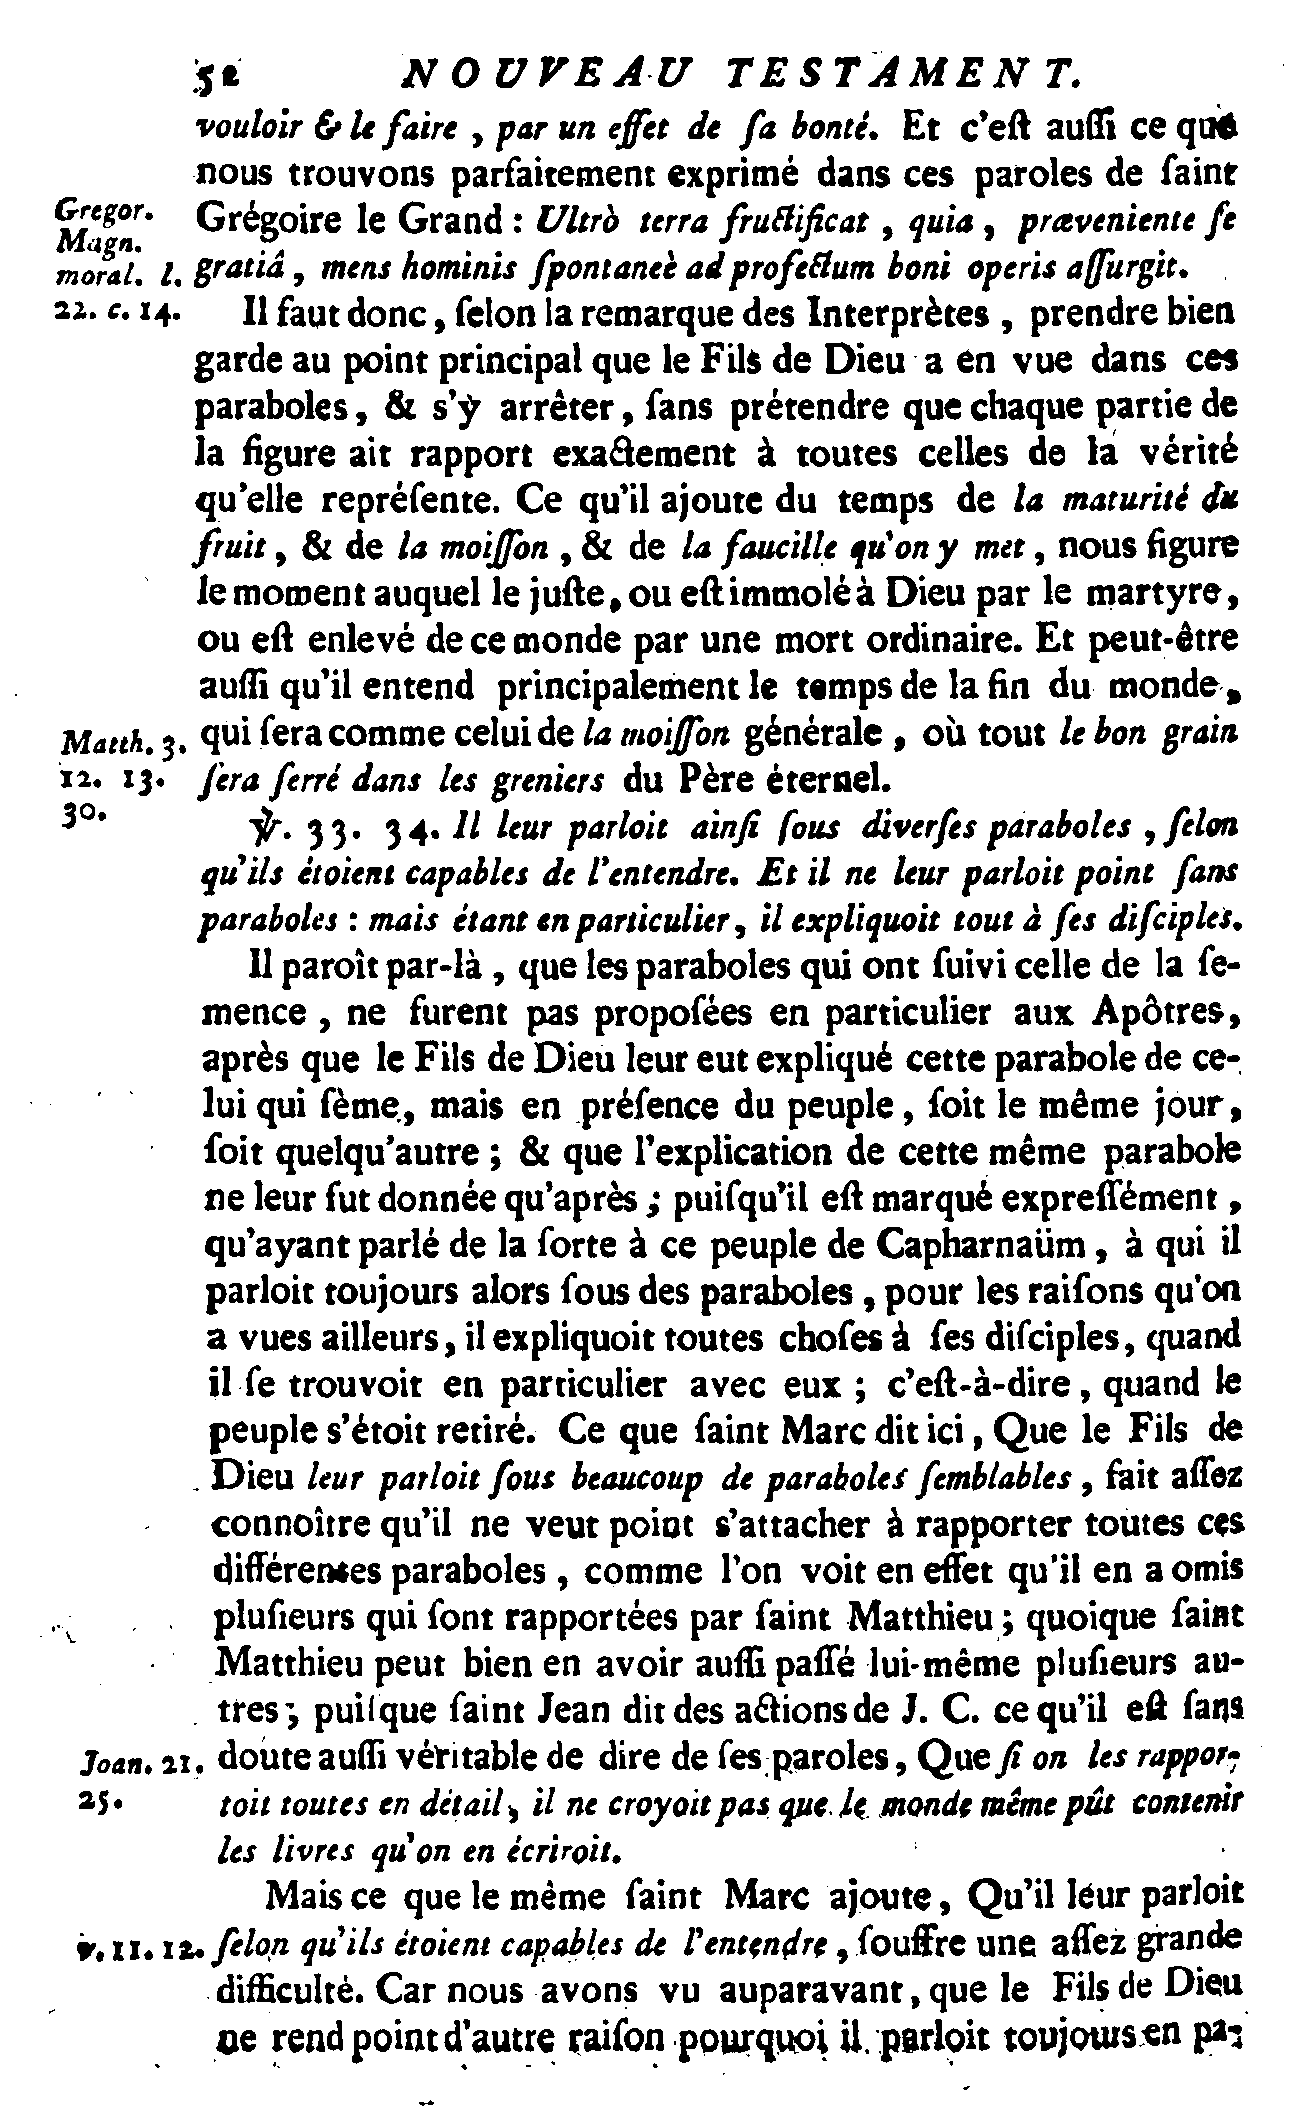 52 NOUVEAU TESTAMENT.
vouloir & le faire, par un effet de ſa bonté. Et c'eſt auſſi ce que
nous trouvons parfaitement exprimé dans ces paroles de ſaint
Gregor.
Magn.
moral. l.
22. c. 14.
Grégoire le Grand : Ultrò terra fructificat, quia, præveniente ſe
gratiâ, mens hominis ſpontaneè ad profectum boni operis aſſurgit.
Il faut donc, ſelon la remarque des Interprètes, prendre bien
garde au point principal que le Fils de Dieu a en vue dans ces
paraboles, & s'y arrêter, ſans prétendre que chaque partie de
la figure ait rapport exactement à toutes celles de la vérité
qu'elle repréſente. Ce qu'il ajoute du temps de la maturité du
fruit, & de la moiſſon, & de la faucille qu'on y met, nous figure
le moment auquel le juſte, ou eſt immolé à Dieu par le martyre,
ou eſt enlevé de ce monde par une mort ordinaire. Et peut-être
auſſi qu'il entend principalement le temps de la fin du monde,
Matth. 3.
12. 13.
30.
qui ſera comme celui de la moiſſon générale, où tout le bon grain
ſera ſerré dans les greniers du Père éternel.
℣. 33. 34. Il leur parloit ainſi ſous diverſes paraboles, ſelon
qu'ils étoient capables de l'entendre. Et il ne leur parloit point ſans
paraboles : mais étant en particulier, il expliquoit tout à ſes diſciples.
Il paroît par-là, que les paraboles qui ont ſuivi celle de la ſe-
mence, ne furent pas propoſées en particulier aux Apôtres,
après que le Fils de Dieu leur eut expliqué cette parabole de ce-
lui qui ſème, mais en préſence du peuple, ſoit le même jour,
ſoit quelqu'autre ; & que l'explication de cette même parabole
ne leur fut donnée qu'après ; puiſqu'il eſt marqué expreſſément,
qu'ayant parlé de la ſorte à ce peuple de Capharnaüm, à qui il
parloit toujours alors ſous des paraboles, pour les raiſons qu'on
a vues ailleurs, il expliquoit toutes choſes à ſes diſciples, quand
il ſe trouvoit en particulier avec eux ; c'eſt-à-dire, quand le
peuple s'étoit retiré. Ce que ſaint Marc dit ici, Que le Fils de
Dieu leur parloit ſous beaucoup de paraboles ſemblables, fait aſſez
connoître qu'il ne veut point s'attacher à rapporter toutes ces
différentes paraboles, comme l'on voit en effet qu'il en a omis
pluſieurs qui ſont rapportées par ſaint Matthieu ; quoique ſaint
Matthieu peut bien en avoir auſſi paſſé lui-même pluſieurs au-
tres ; puiſque ſaint Jean dit des actions de J. C. ce qu'il eſt ſans
Joan. 21.
25.
doute auſſi véritable de dire de ſes paroles, Que ſi on les rappor-
toit toutes en détail, il ne croyoit pas que le monde même pût contenir
les livres qu'on en écriroit.
Mais ce que le même ſaint Marc ajoute, Qu'il leur parloit
v. 11. 12.
ſelon qu'ils étoient capables de l'entendre, ſouffre une aſſez grande
difficulté. Car nous avons vu auparavant, que le Fils de Dieu
ne rend point d'autre raiſon pourquoi il parloit toujours en pa-